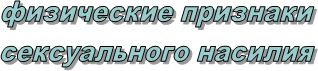 физические признаки
сексуального насилия